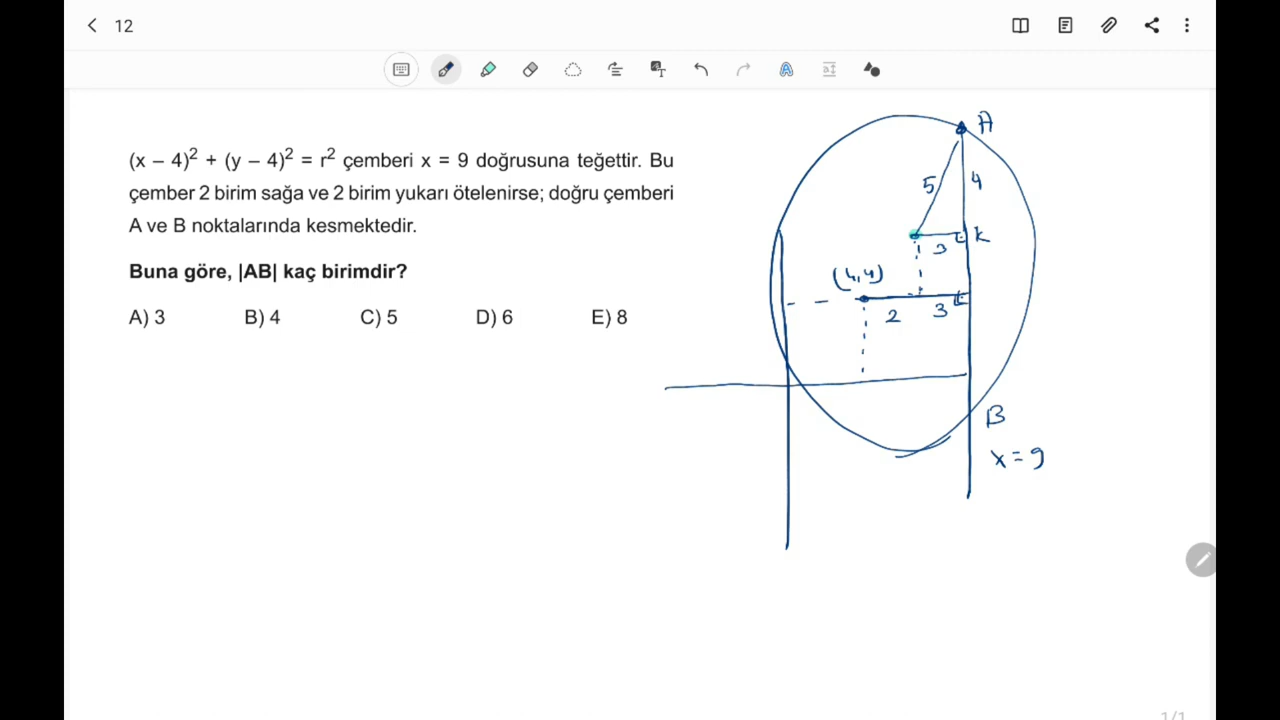 12
(x − 4)² + (y − 4)² = r² çemberi x = 9 doğrusuna teğettir. Bu
çember 2 birim sağa ve 2 birim yukarı ötelenirse; doğru çemberi
A ve B noktalarında kesmektedir.
Buna göre, |AB| kaç birimdir?
A) 3 B) 4 C) 5 D) 6 E) 8
A
5 4
K
3
(4,4)
2 3
B
x = 9
1/1